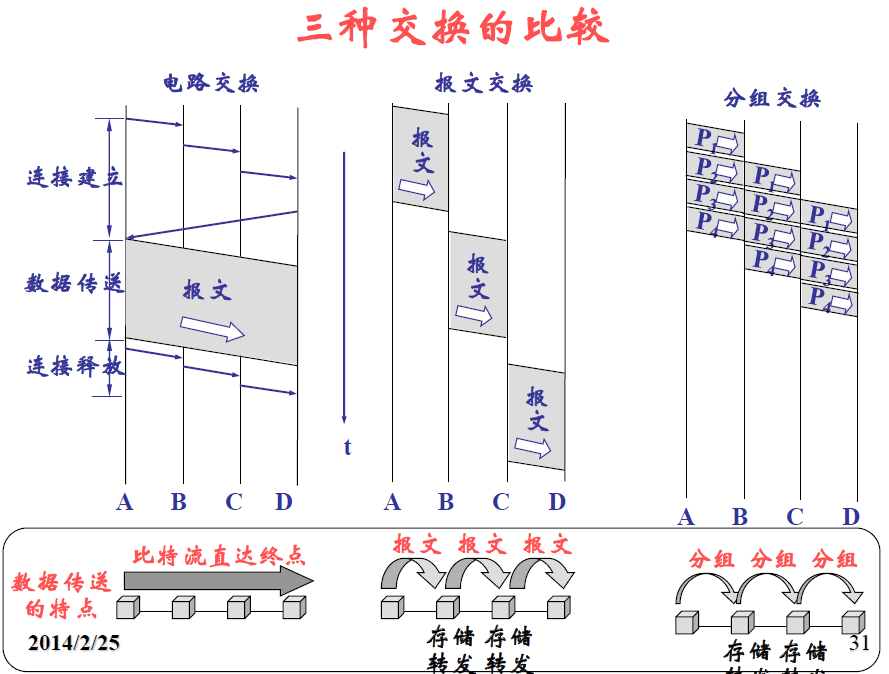 三种交换的比较
电路交换
报文交换
分组交换
连接建立
数据传送
连接释放
报文
t
A B C D
报文
报文
报文
A B C D
P1
P2 P1
P3 P2 P1
P4 P3 P2
P4 P3
P4
A B C D
数据传送
的特点
比特流直达终点
报文 报文 报文
存储 存储
转发 转发
分组 分组 分组
存储 存储
转发 转发
2014/2/25
31